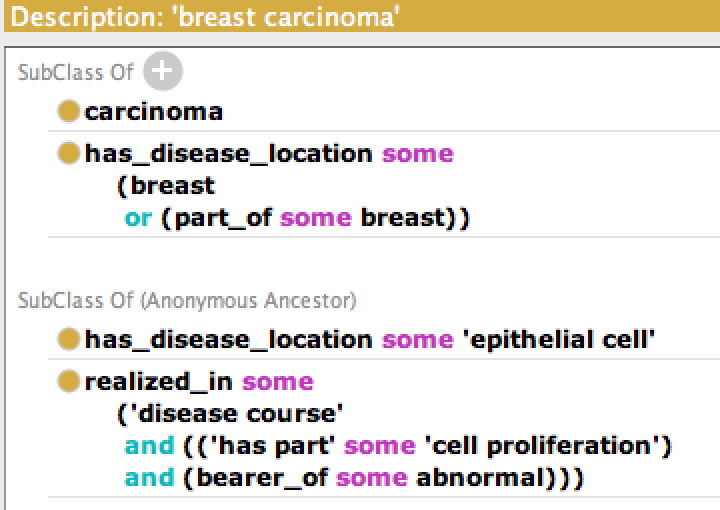 Description: 'breast carcinoma'
SubClass Of
carcinoma
has_disease_location some
(breast
or (part_of some breast))
SubClass Of (Anonymous Ancestor)
has_disease_location some 'epithelial cell'
realized_in some
('disease course'
and (('has part' some 'cell proliferation')
and (bearer_of some abnormal)))